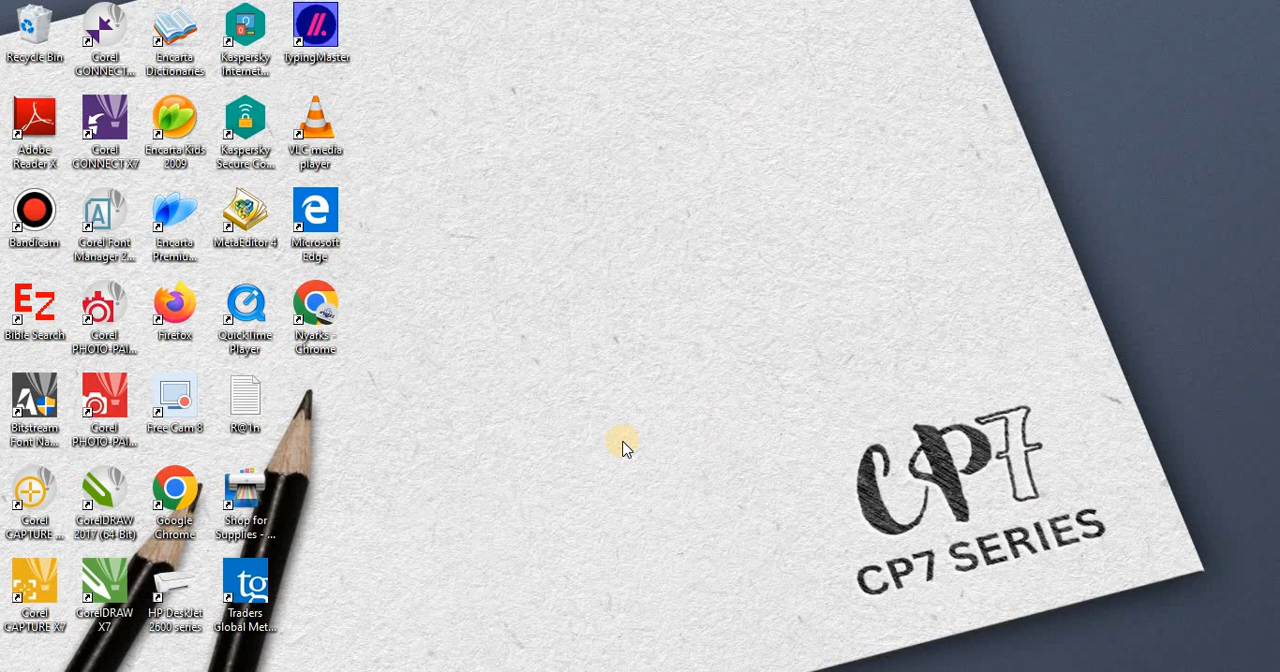 Recycle Bin
Corel
CONNECT...
Encarta
Dictionaries
Kaspersky
Internet...
TypingMaster
Adobe
Reader X
Corel
CONNECT X7
Encarta Kids
2009
Kaspersky
Secure Co...
VLC media
player
Bandicam
Corel Font
Manager 2...
Encarta
Premiu...
MetaEditor 4
Microsoft
Edge
EZ
Bible Search
Corel
PHOTO-PAI...
Firefox
QuickTime
Player
Nyarks -
Chrome
Bitstream
Font Na...
Corel
PHOTO-PAI...
Free Cam 8
R@1n
Corel
CAPTURE ...
CorelDRAW
2017 (64-Bit)
Google
Chrome
Shop for
Supplies - ...
Corel
CAPTURE X7
CorelDRAW
X7
HP DeskJet
2600 series
tg
Traders
Global Met...
CP7
CP7 SERIES